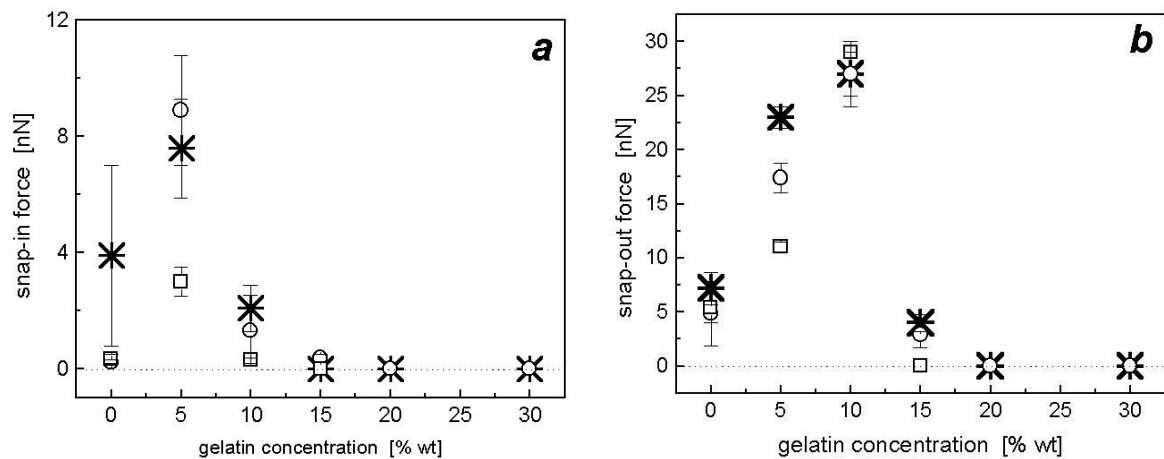 a
12
8
4
0
snap-in force [nN]
0 5 10 15 20 25 30
gelatin concentration [% wt]
b
30
25
20
15
10
5
0
snap-out force [nN]
0 5 10 15 20 25 30
gelatin concentration [% wt]